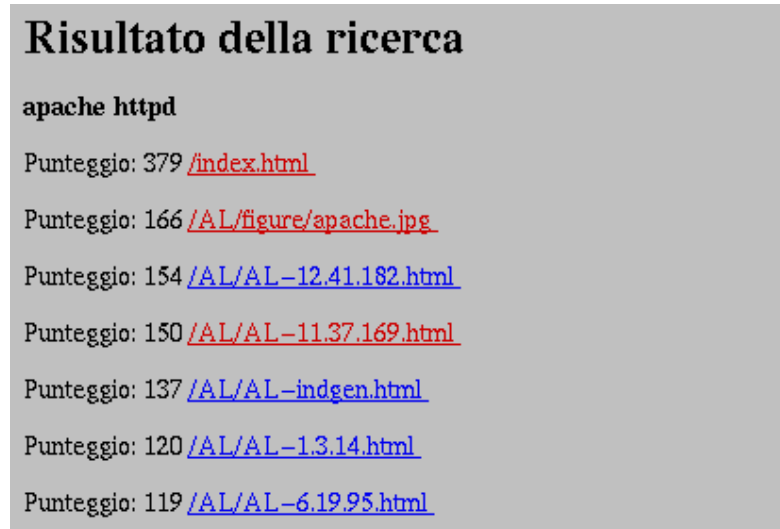 Risultato della ricerca
apache httpd
Punteggio: 379 /index.html
Punteggio: 166 /AL/figure/apache.jpg
Punteggio: 154 /AL/AL-12.41.182.html
Punteggio: 150 /AL/AL-11.37.169.html
Punteggio: 137 /AL/AL-indgen.html
Punteggio: 120 /AL/AL-1.3.14.html
Punteggio: 119 /AL/AL-6.19.95.html